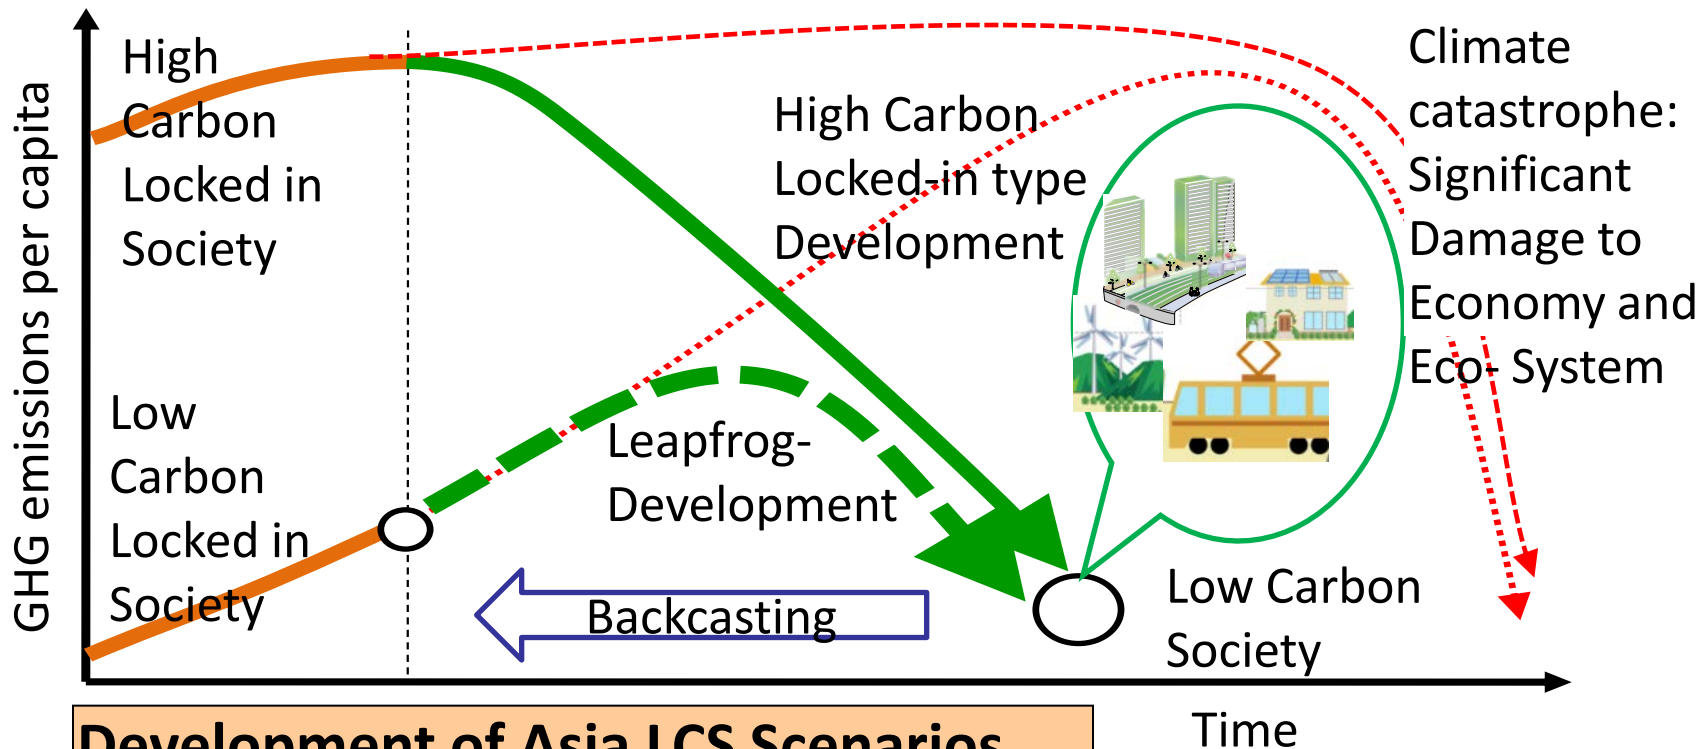 GHG emissions per capita
High
Carbon
Locked in
Society
Low
Carbon
Locked in
Society
High Carbon
Locked-in type
Development
Leapfrog-
Development
Backcasting
Climate
catastrophe:
Significant
Damage to
Economy and
Eco- System
Low Carbon
Society
Time
Development of Asia LCS Scenarios